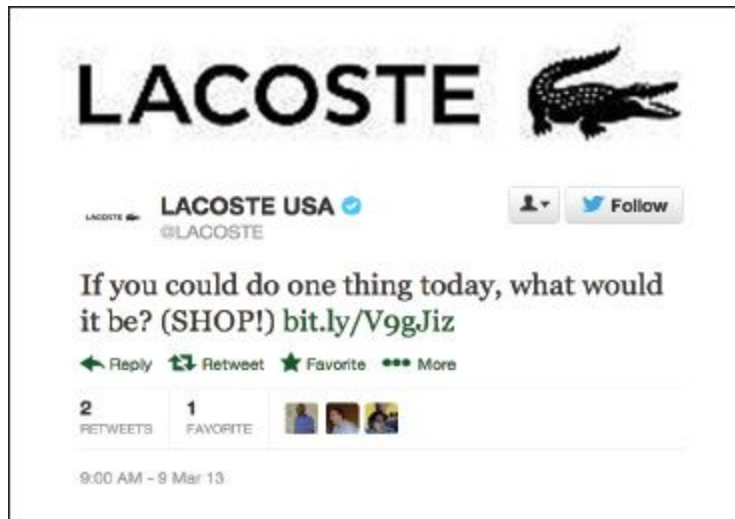 LACOSTE
LACOSTE
LACOSTE USA
@LACOSTE
Follow
If you could do one thing today, what would
it be? (SHOP!) bit.ly/V9gJiz
Reply Retweet Favorite More
2 1
RETWEETS FAVORITE
9:00 AM - 9 Mar 13